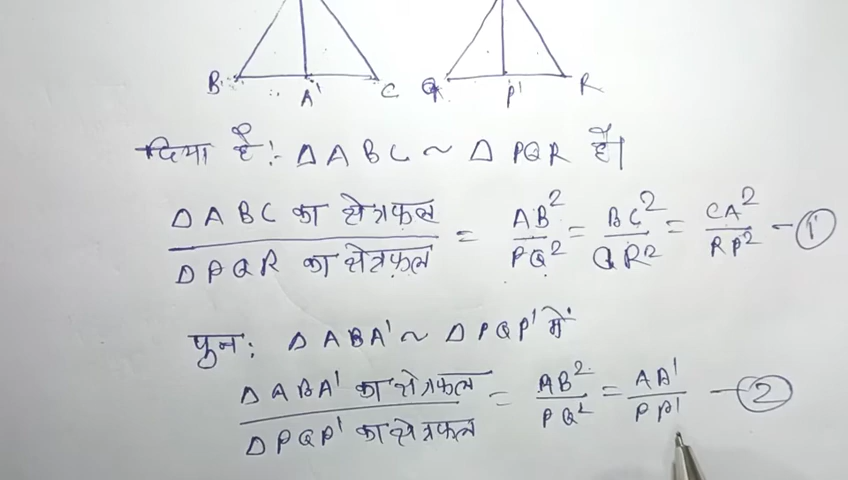 B A' C Q P' R
दिया है:- △ABC ~ △PQR है।
△ABC का क्षेत्रफल / △PQR का क्षेत्रफल = AB²/PQ² = BC²/QR² = CA²/RP² - ①
पुन: △ABA' ~ △PQP' में
△ABA' का क्षेत्रफल / △PQP' का क्षेत्रफल = AB²/PQ² = AA'/PP' - ②